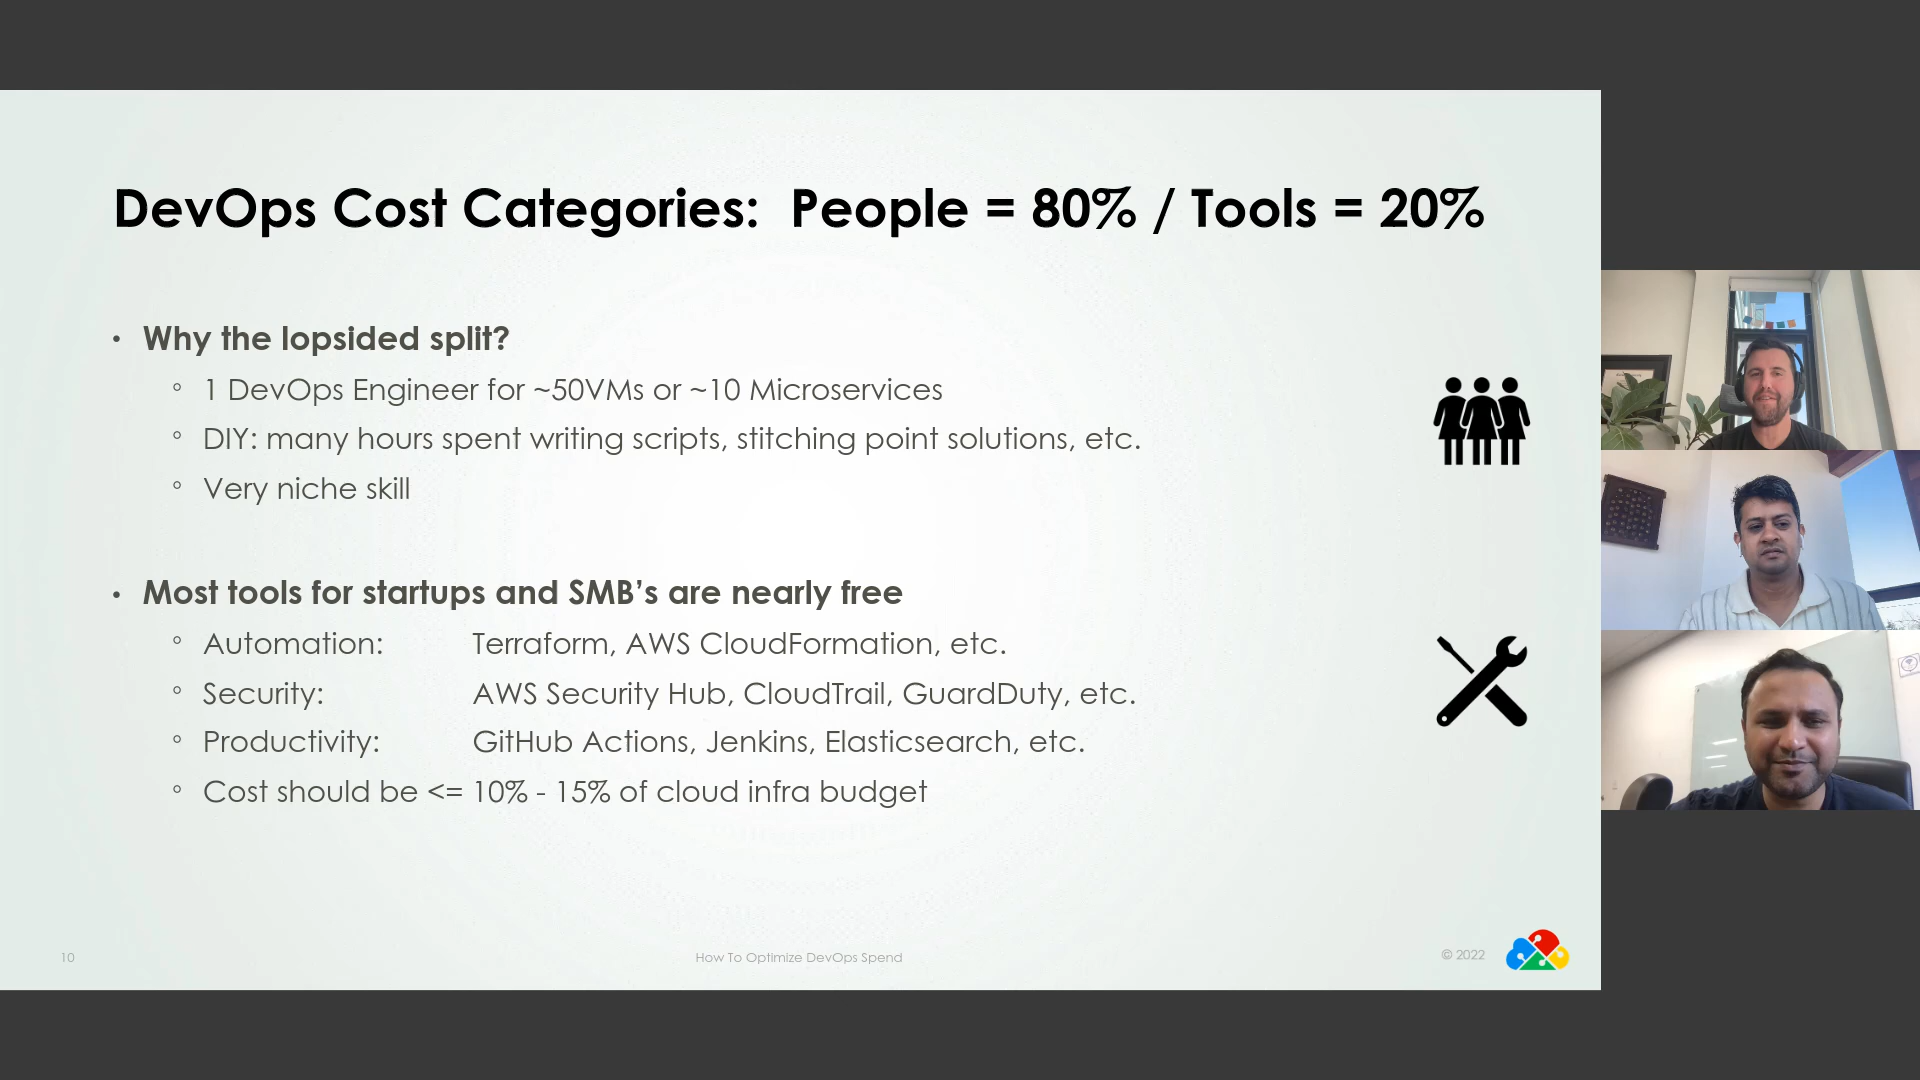 DevOps Cost Categories: People = 80% / Tools = 20%
• Why the lopsided split?
◦ 1 DevOps Engineer for ~50VMs or ~10 Microservices
◦ DIY: many hours spent writing scripts, stitching point solutions, etc.
◦ Very niche skill
• Most tools for startups and SMB’s are nearly free
◦ Automation: Terraform, AWS CloudFormation, etc.
◦ Security: AWS Security Hub, CloudTrail, GuardDuty, etc.
◦ Productivity: GitHub Actions, Jenkins, Elasticsearch, etc.
◦ Cost should be <= 10% - 15% of cloud infra budget
10
How To Optimize DevOps Spend
© 2022